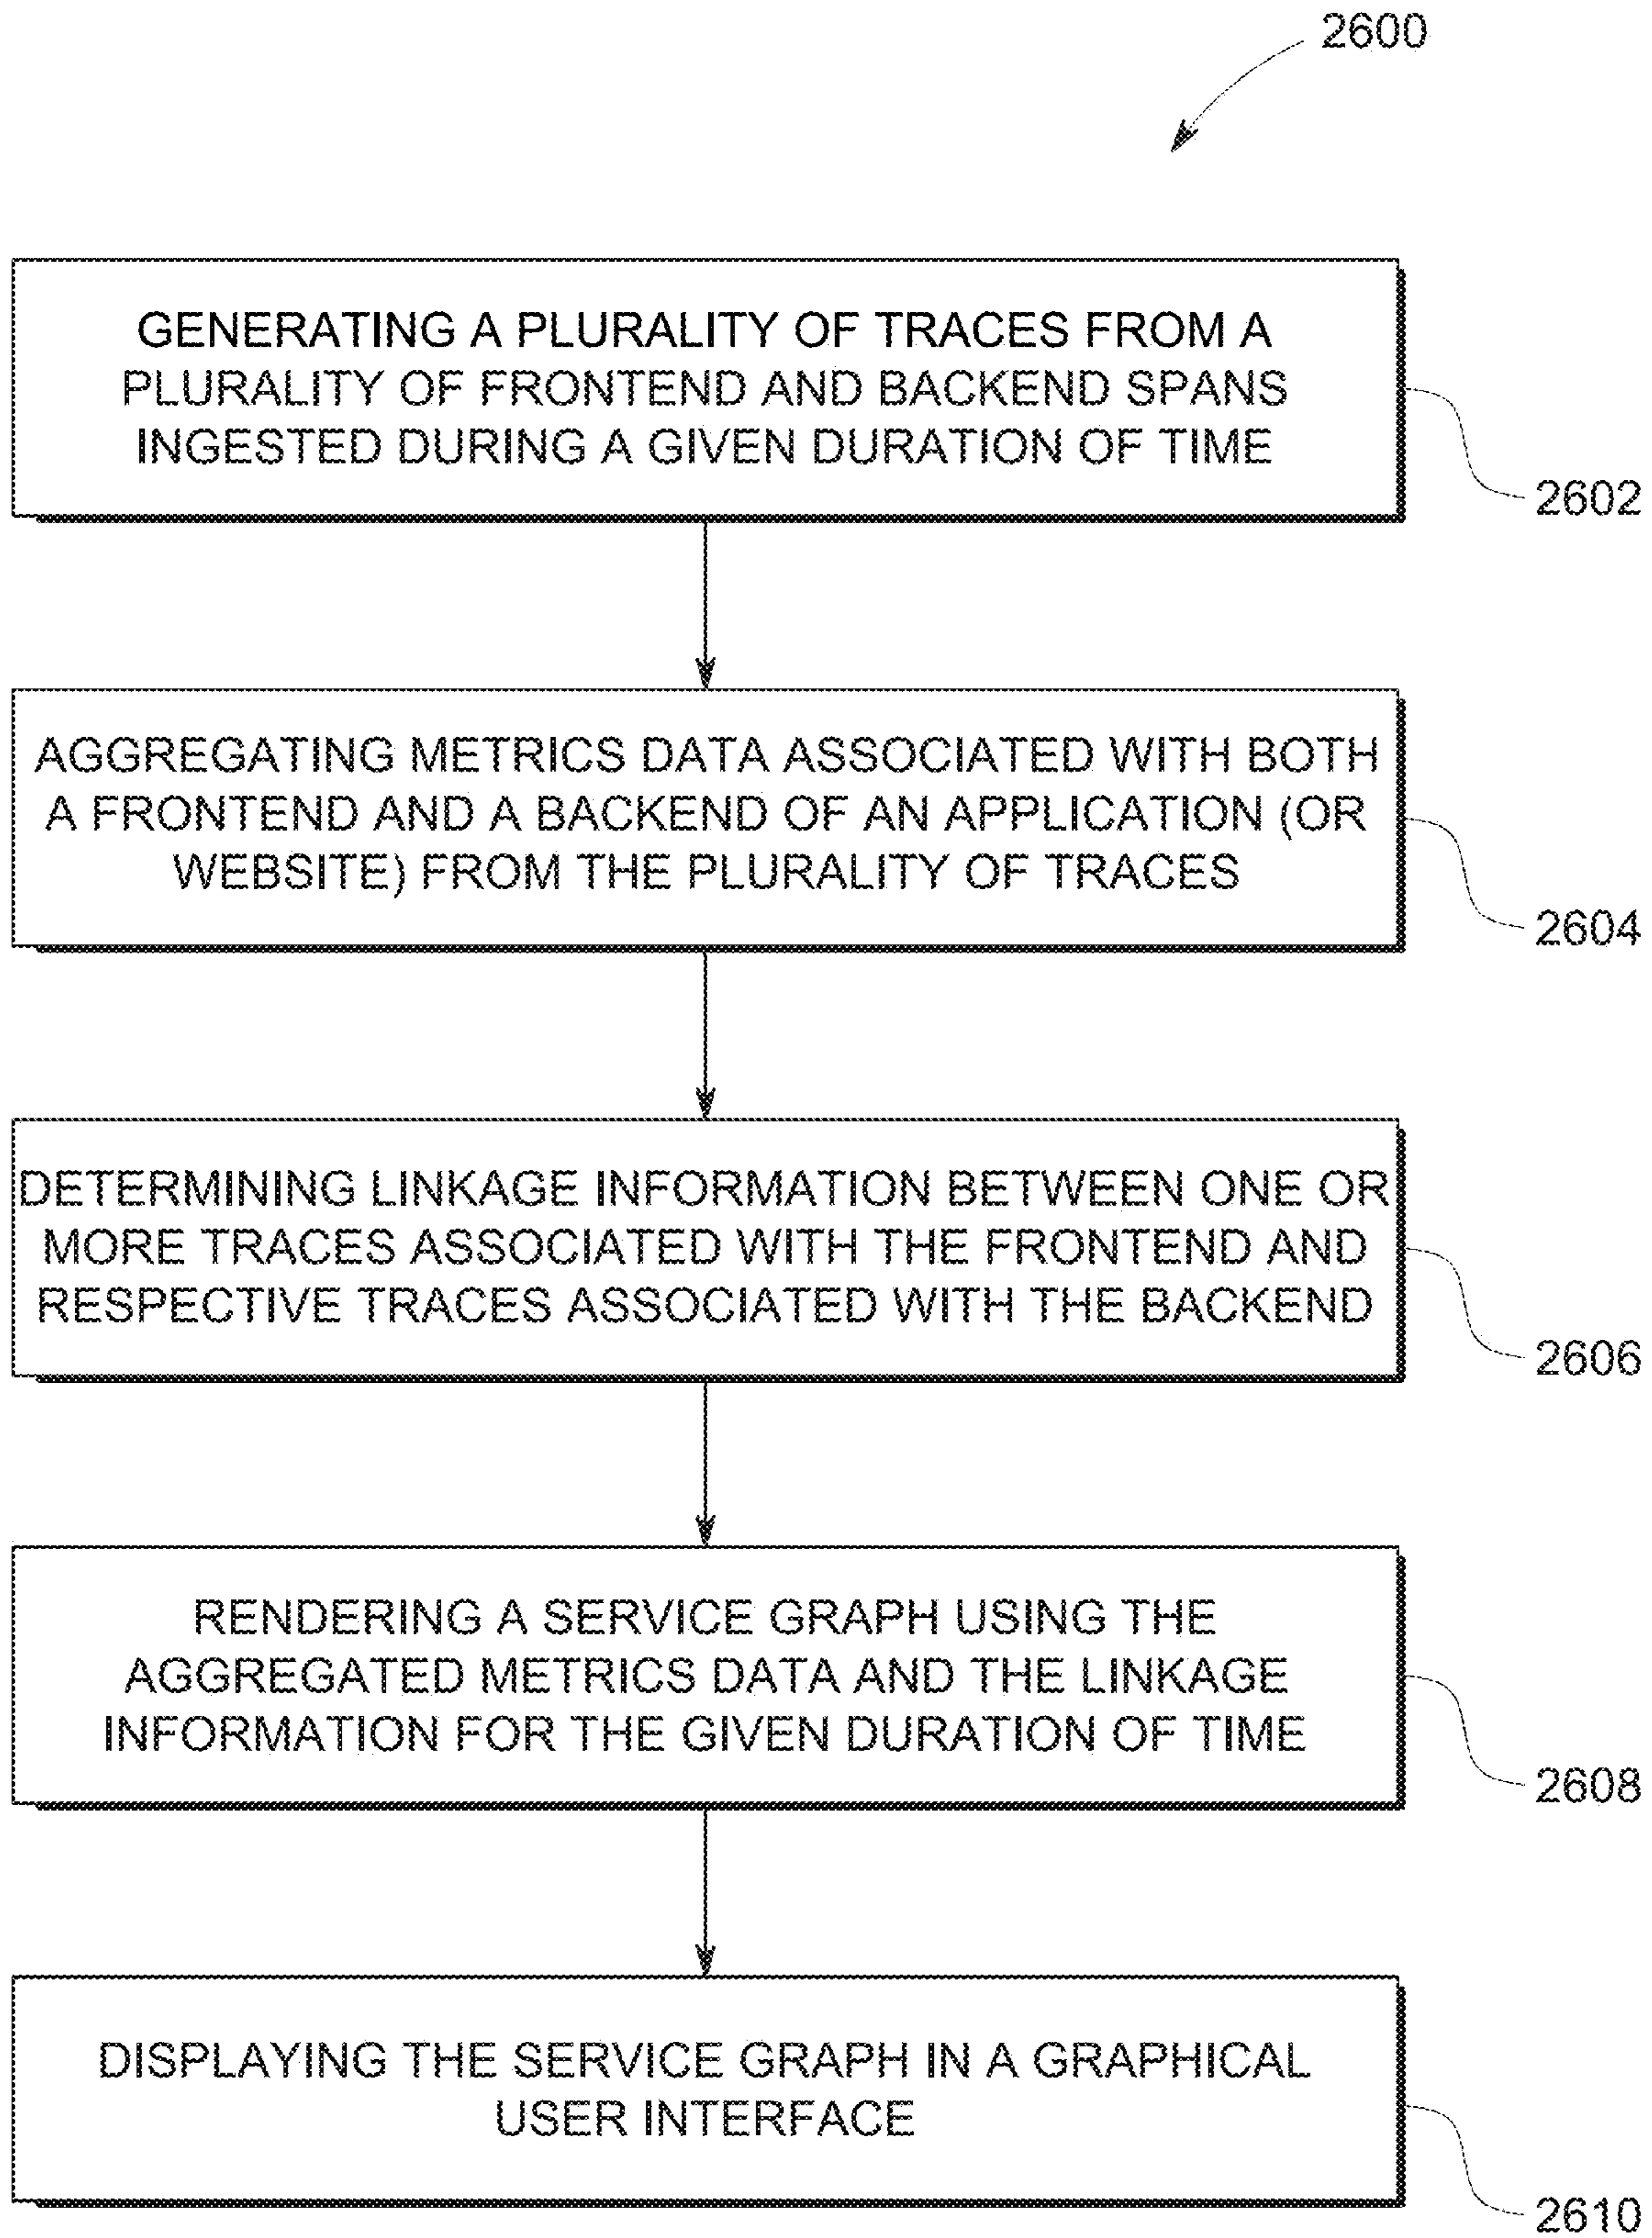 2600
GENERATING A PLURALITY OF TRACES FROM A
PLURALITY OF FRONTEND AND BACKEND SPANS
INGESTED DURING A GIVEN DURATION OF TIME
2602
AGGREGATING METRICS DATA ASSOCIATED WITH BOTH
A FRONTEND AND A BACKEND OF AN APPLICATION (OR
WEBSITE) FROM THE PLURALITY OF TRACES
2604
DETERMINING LINKAGE INFORMATION BETWEEN ONE OR
MORE TRACES ASSOCIATED WITH THE FRONTEND AND
RESPECTIVE TRACES ASSOCIATED WITH THE BACKEND
2606
RENDERING A SERVICE GRAPH USING THE
AGGREGATED METRICS DATA AND THE LINKAGE
INFORMATION FOR THE GIVEN DURATION OF TIME
2608
DISPLAYING THE SERVICE GRAPH IN A GRAPHICAL
USER INTERFACE
2610